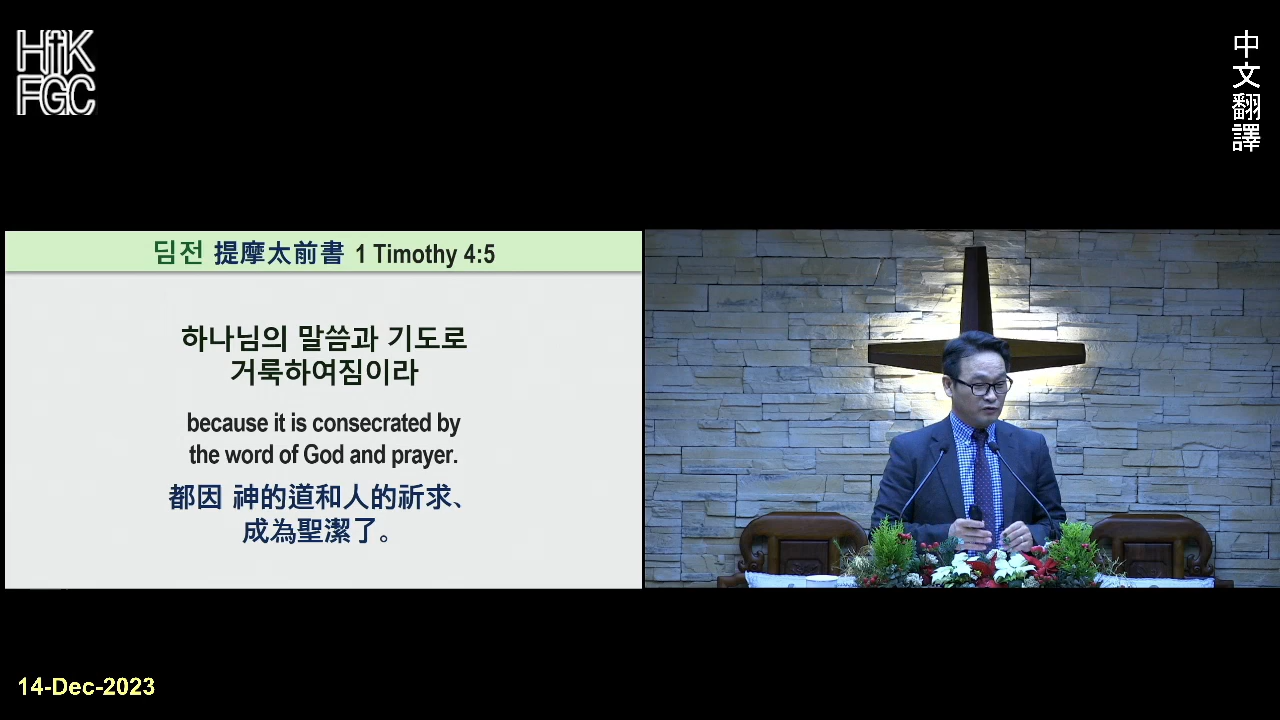 HfK
FGC
中文翻譯
딤전 提摩太前書 1 Timothy 4:5
하나님의 말씀과 기도로
거룩하여짐이라
because it is consecrated by
the word of God and prayer.
都因 神的道和人的祈求、
成為聖潔了。
14-Dec-2023